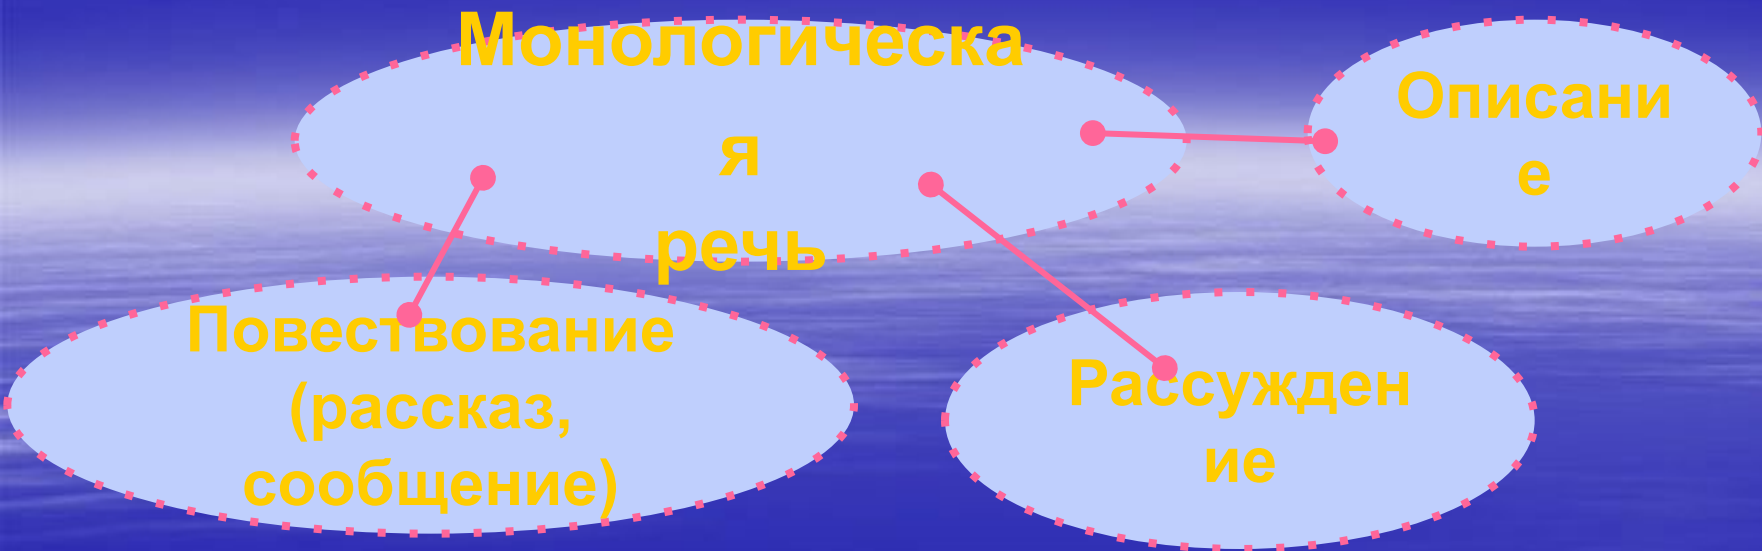 Монологическа
я
речь
Описани
е
Повествование
(рассказ,
сообщение)
Рассужден
ие